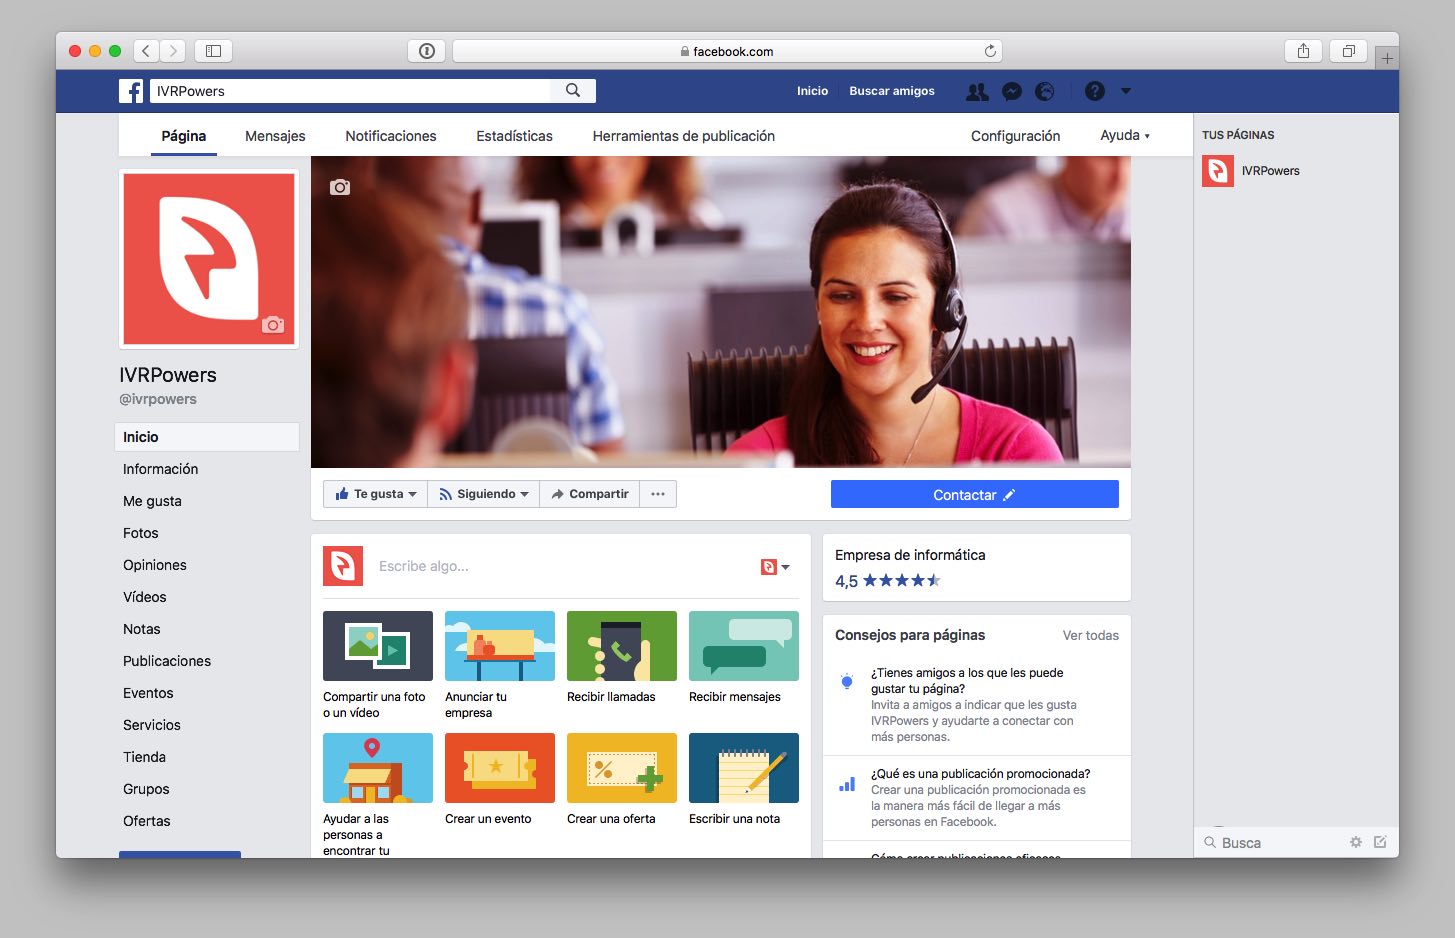 facebook.com
IVRPowers
Inicio
Buscar amigos
Página
Mensajes
Notificaciones
Estadísticas
Herramientas de publicación
Configuración
Ayuda
TUS PÁGINAS
IVRPowers
IVRPowers
@ivrpowers
Inicio
Información
Me gusta
Fotos
Opiniones
Vídeos
Notas
Publicaciones
Eventos
Servicios
Tienda
Grupos
Ofertas
Te gusta
Siguiendo
Compartir
Contactar
Escribe algo...
Compartir una foto
o un vídeo
Anunciar tu
empresa
Recibir llamadas
Recibir mensajes
Ayudar a las
personas a
encontrar tu
Crear un evento
Crear una oferta
Escribir una nota
Empresa de informática
4,5
Consejos para páginas
Ver todas
¿Tienes amigos a los que les puede
gustar tu página?
Invita a amigos a indicar que les gusta
IVRPowers y ayudarte a conectar con
más personas.
¿Qué es una publicación promocionada?
Crear una publicación promocionada es
la manera más fácil de llegar a más
personas en Facebook.
Cómo crear publicaciones eficaces
Busca